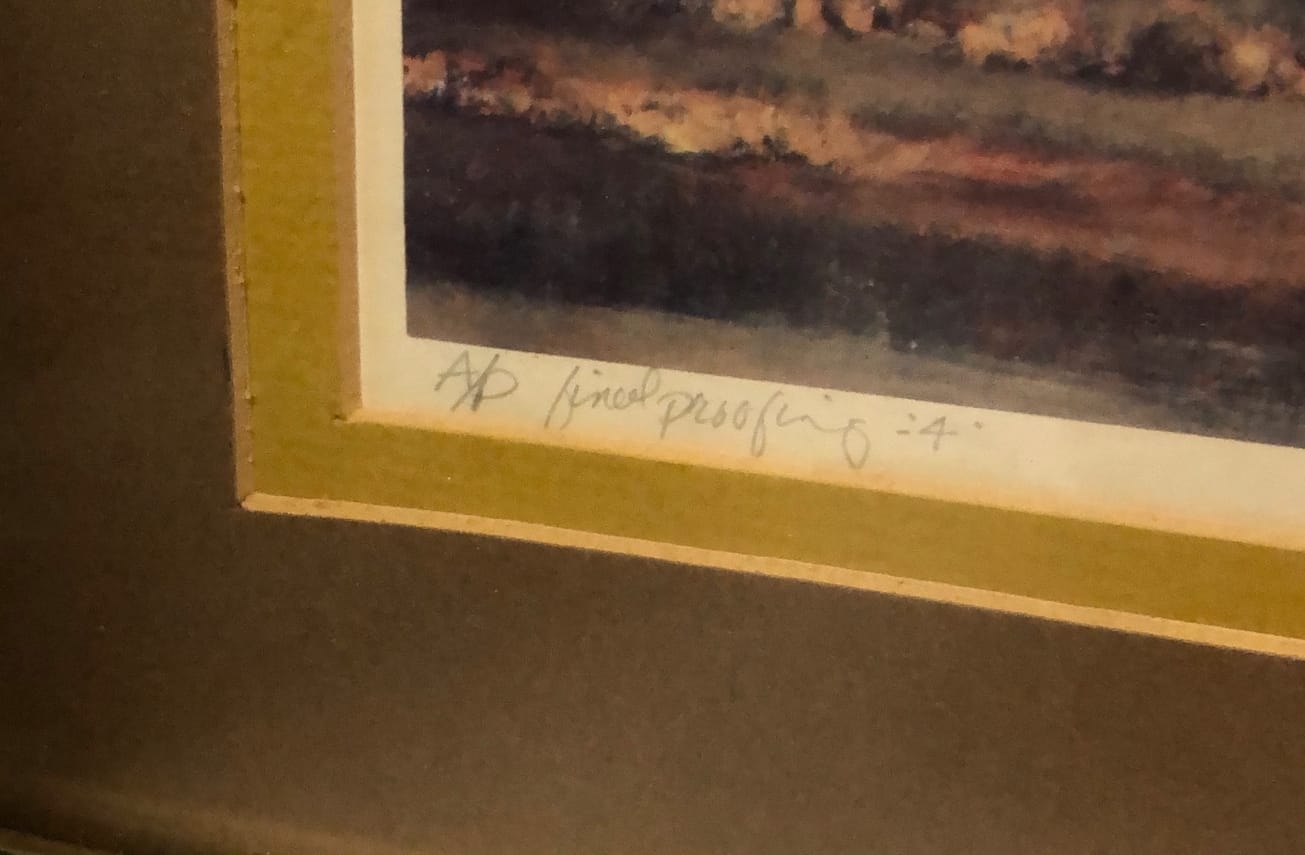 A/P final proofing :4·